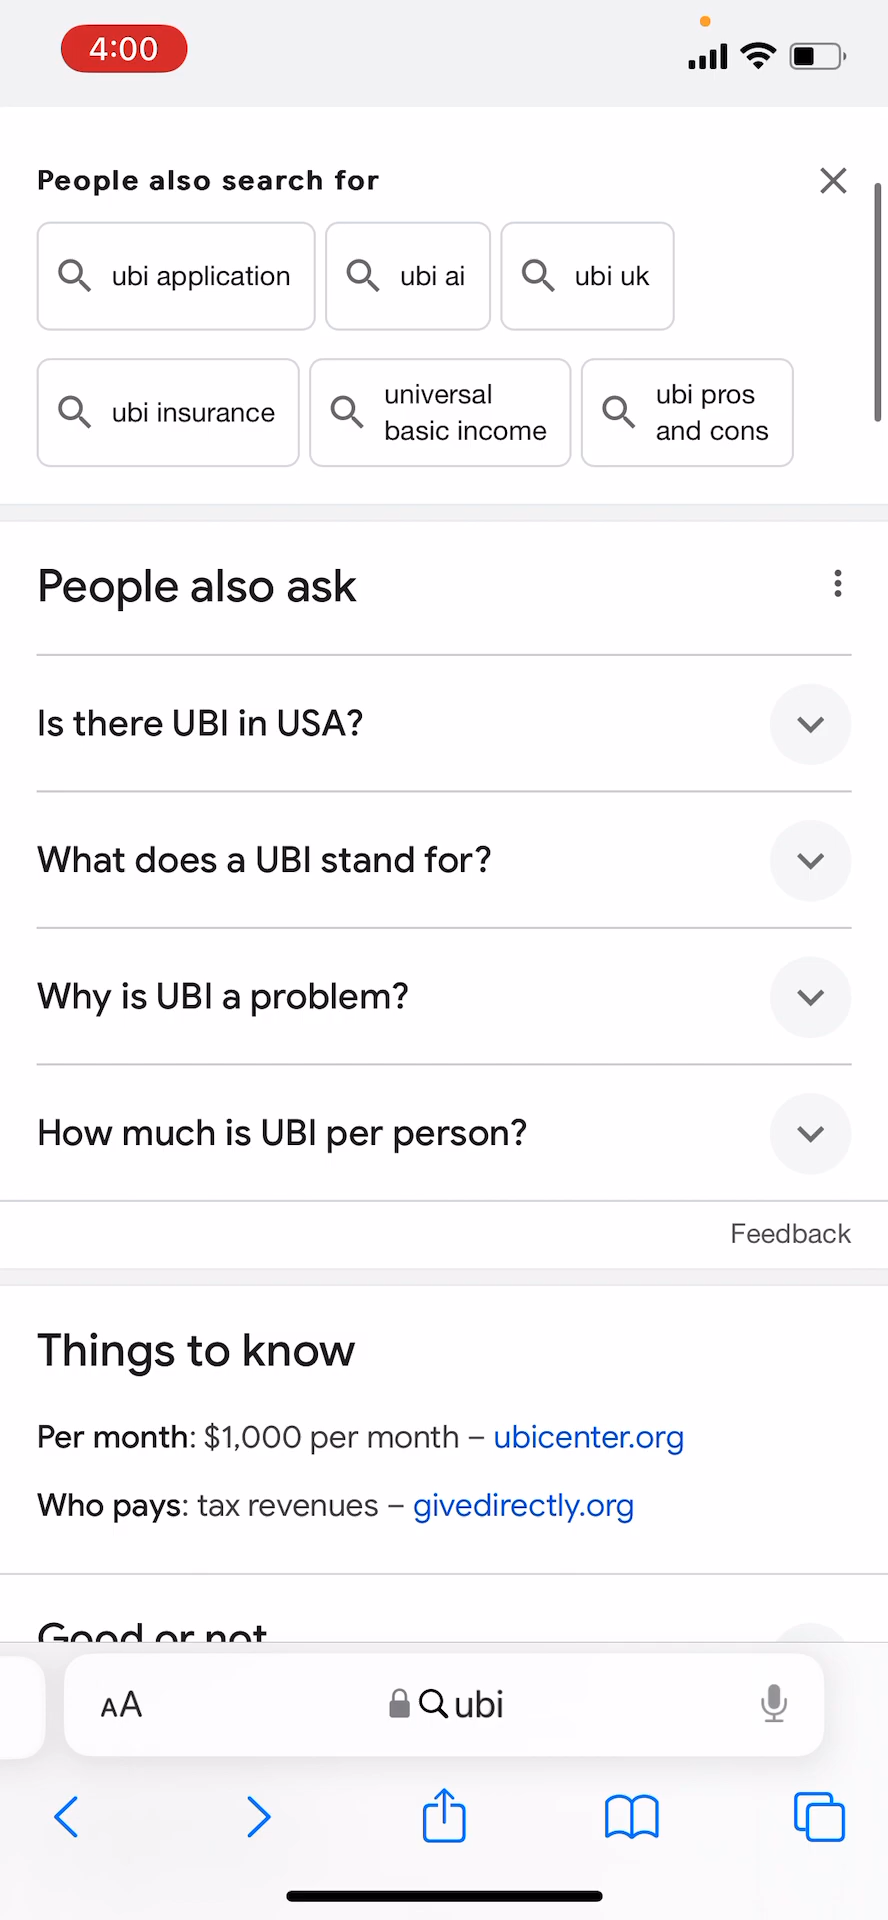 4:00
People also search for
ubi application
ubi ai
ubi uk
ubi insurance
universal
basic income
ubi pros
and cons
People also ask
Is there UBI in USA?
What does a UBI stand for?
Why is UBI a problem?
How much is UBI per person?
Feedback
Things to know
Per month: $1,000 per month – ubicenter.org
Who pays: tax revenues – givedirectly.org
Good or not
AA
ubi